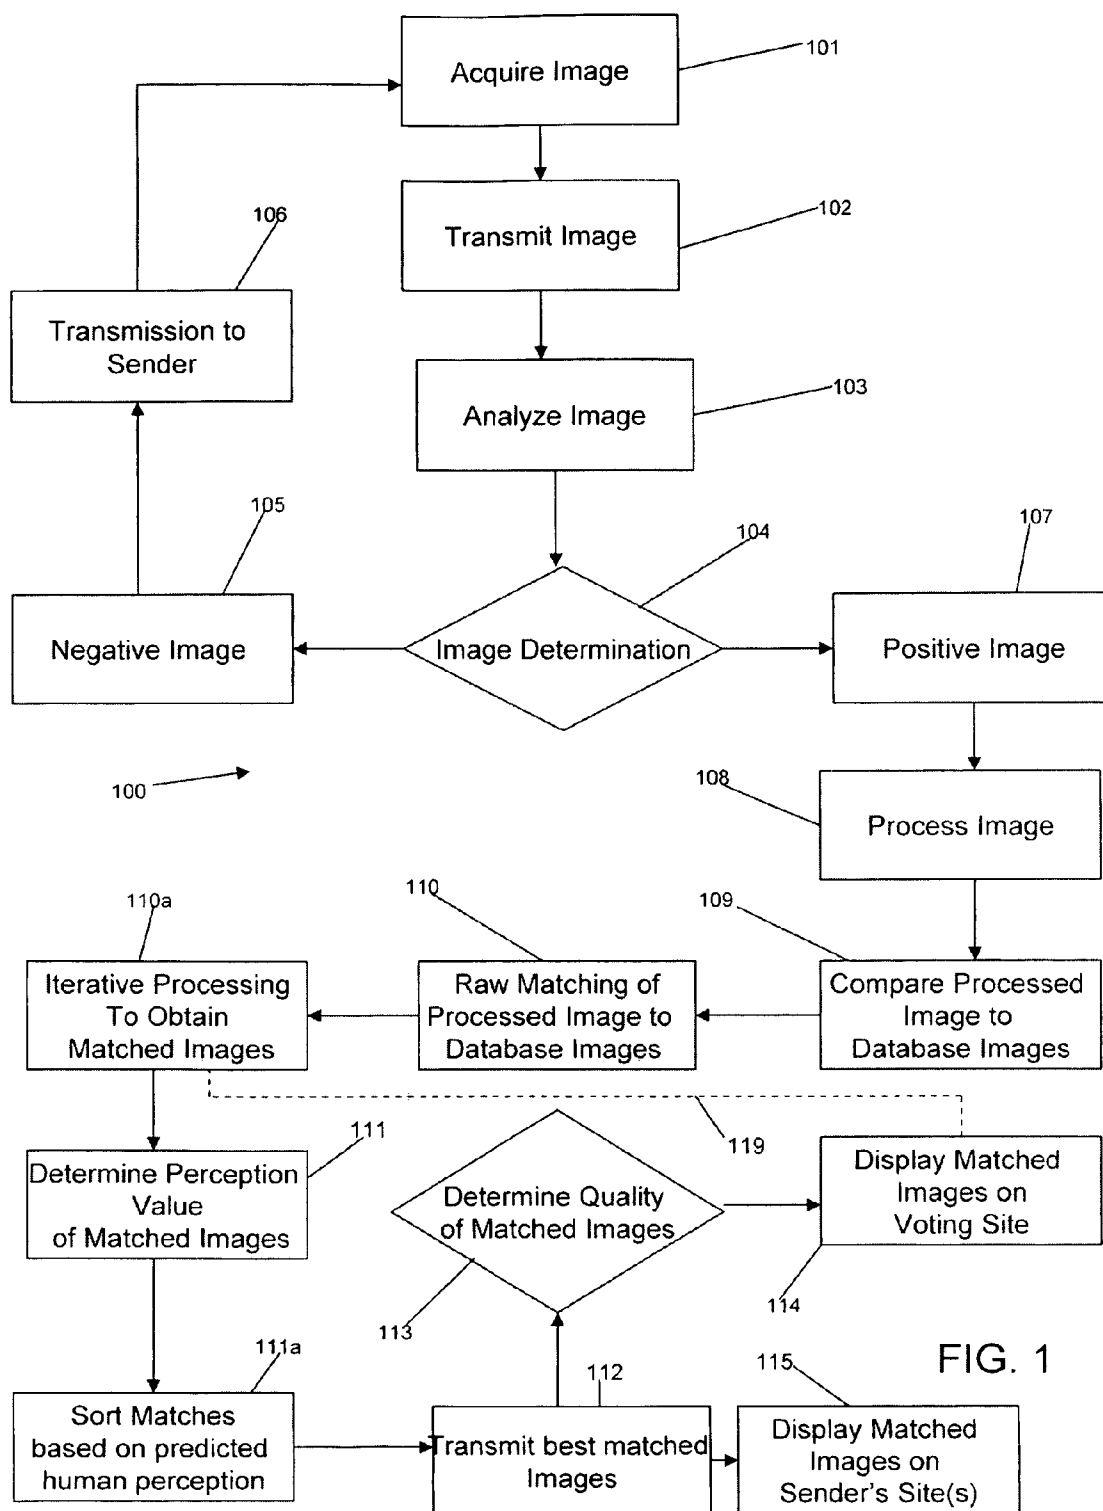 Acquire Image
101
Transmit Image
102
106
Transmission to
Sender
Analyze Image
103
105
104
107
Negative Image
Image Determination
Positive Image
100
108
Process Image
110a
110
109
Iterative Processing
To Obtain
Matched Images
Raw Matching of
Processed Image to
Database Images
Compare Processed
Image to
Database Images
111
119
Determine Perception
Value
of Matched Images
Determine Quality
of Matched Images
Display Matched
Images on
Voting Site
113
114
FIG. 1
111a
112
115
Sort Matches
based on predicted
human perception
Transmit best matched
Images
Display Matched
Images on
Sender's Site(s)